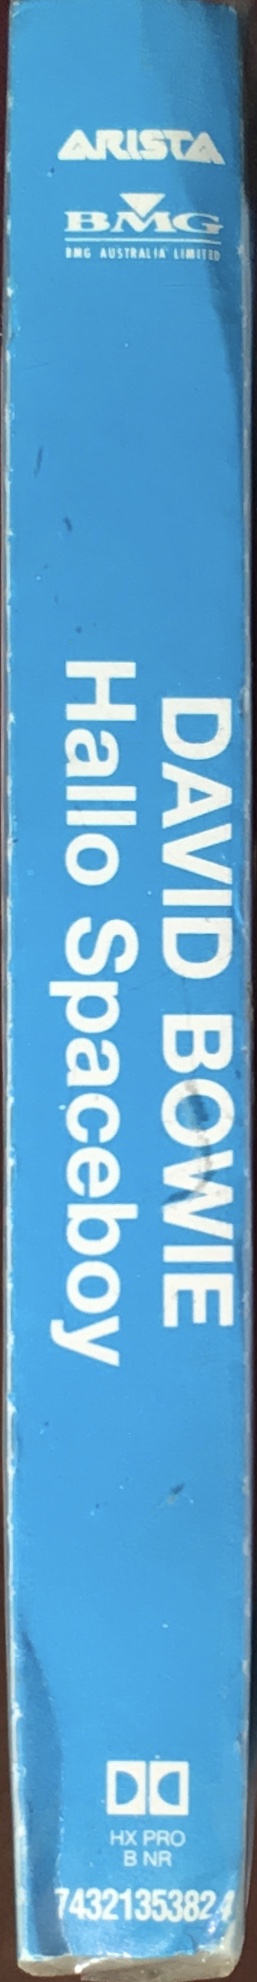 ARISTA
BMG
BMG AUSTRALIA LIMITED
DAVID BOWIE
Hallo Spaceboy
HX PRO
B NR
74321353824